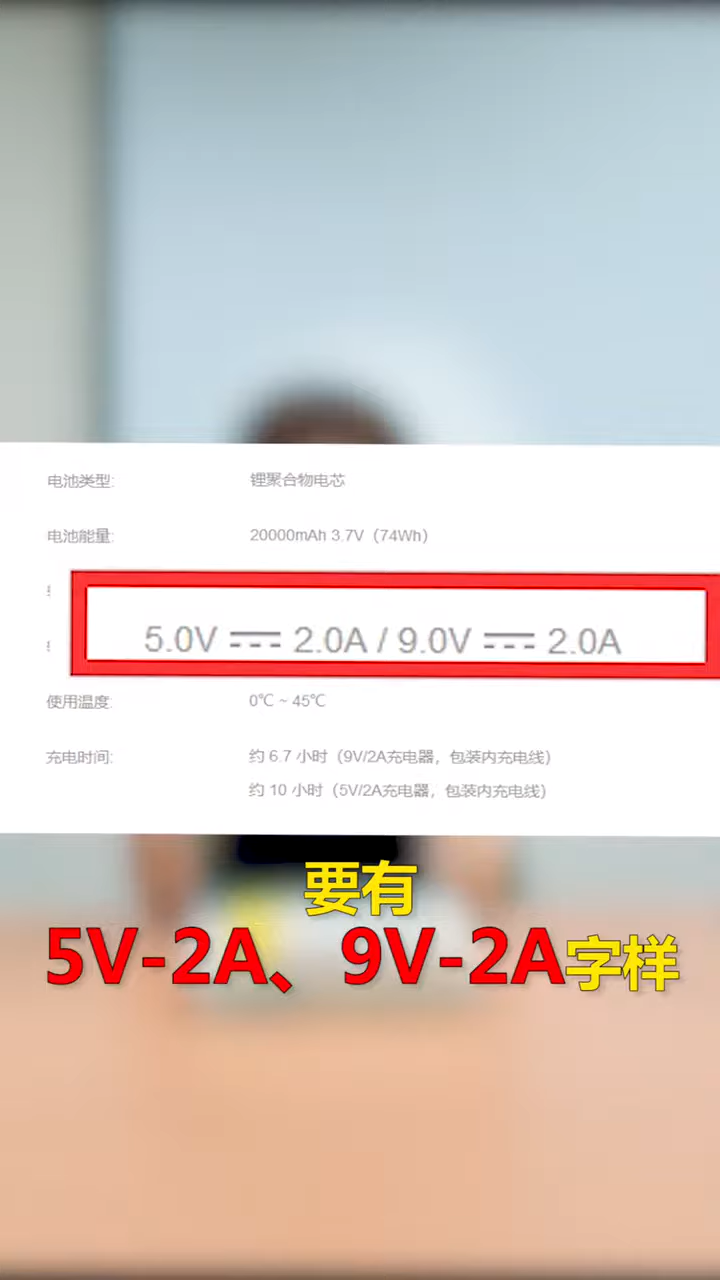 电池类型: 锂聚合物电芯
电池能量: 20000mAh 3.7V（74Wh）
5.0V ⎓ 2.0A / 9.0V ⎓ 2.0A
使用温度: 0℃ ~ 45℃
充电时间: 约 6.7 小时（9V/2A充电器，包装内充电线）
约 10 小时（5V/2A充电器，包装内充电线）
要有
5V-2A、9V-2A字样